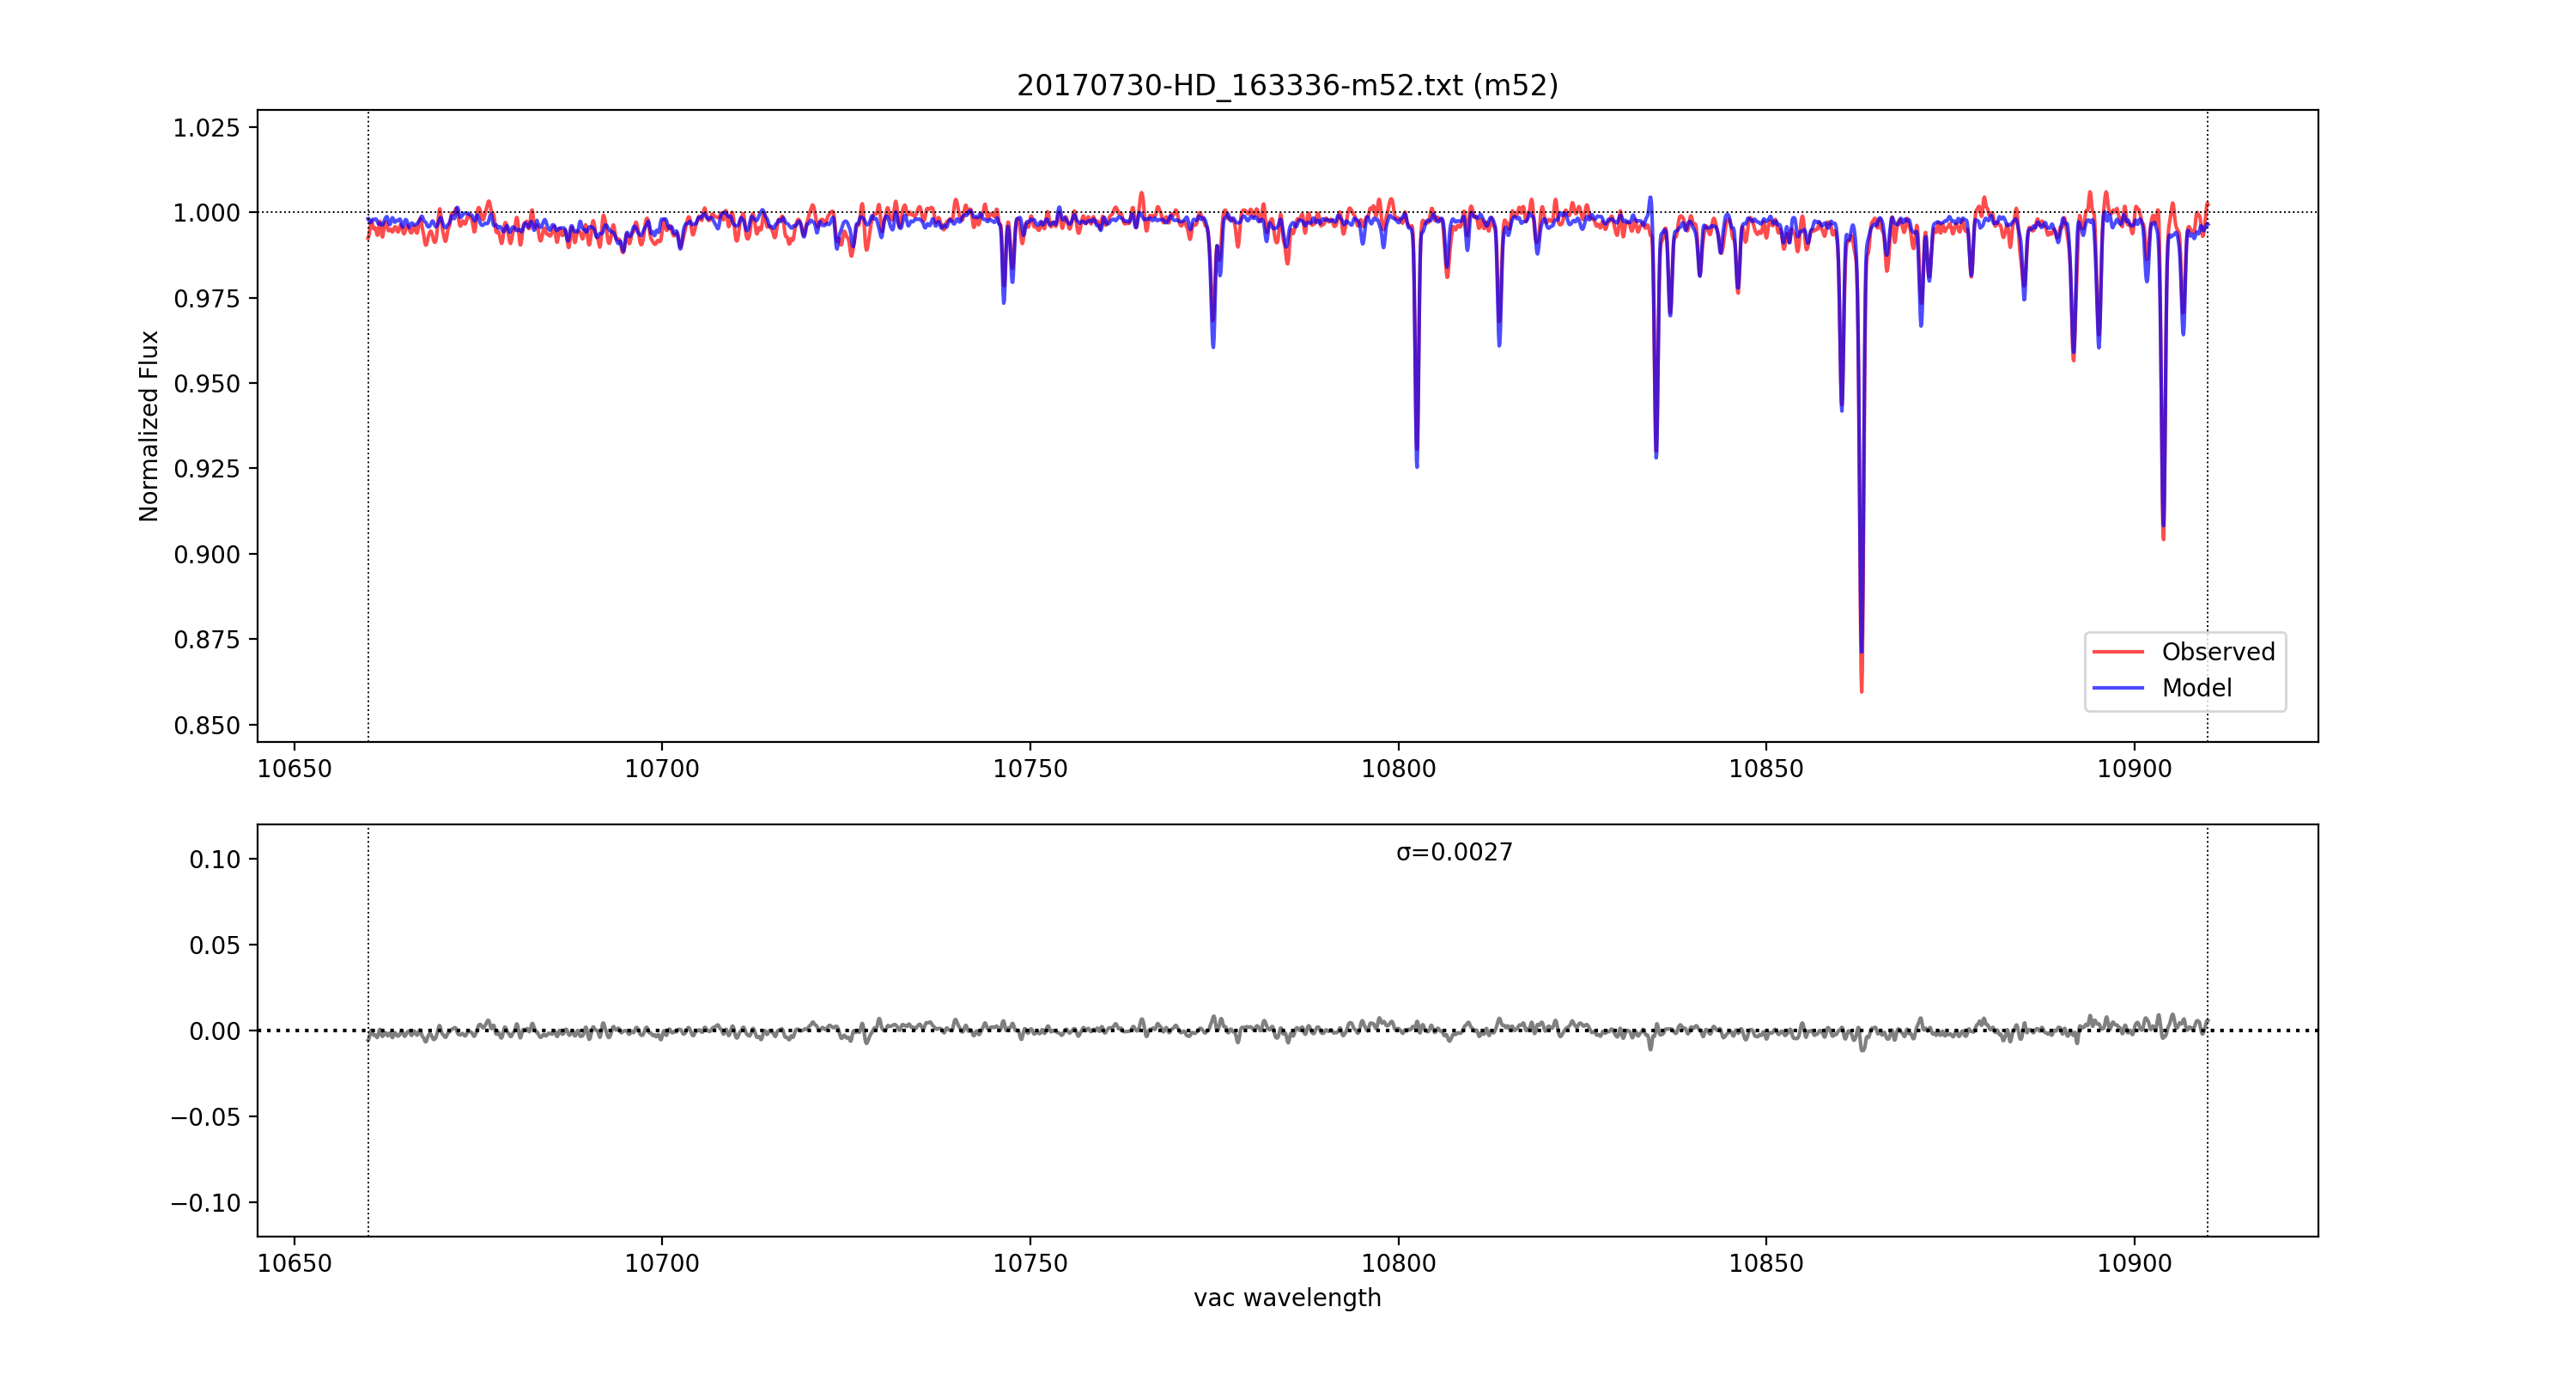 20170730-HD_163336-m52.txt (m52)
1.025
1.000
0.975
0.950
0.925
0.900
0.875
0.850
Normalized Flux
Observed
Model
10650 10700 10750 10800 10850 10900
σ=0.0027
0.10
0.05
0.00
−0.05
−0.10
10650 10700 10750 10800 10850 10900
vac wavelength